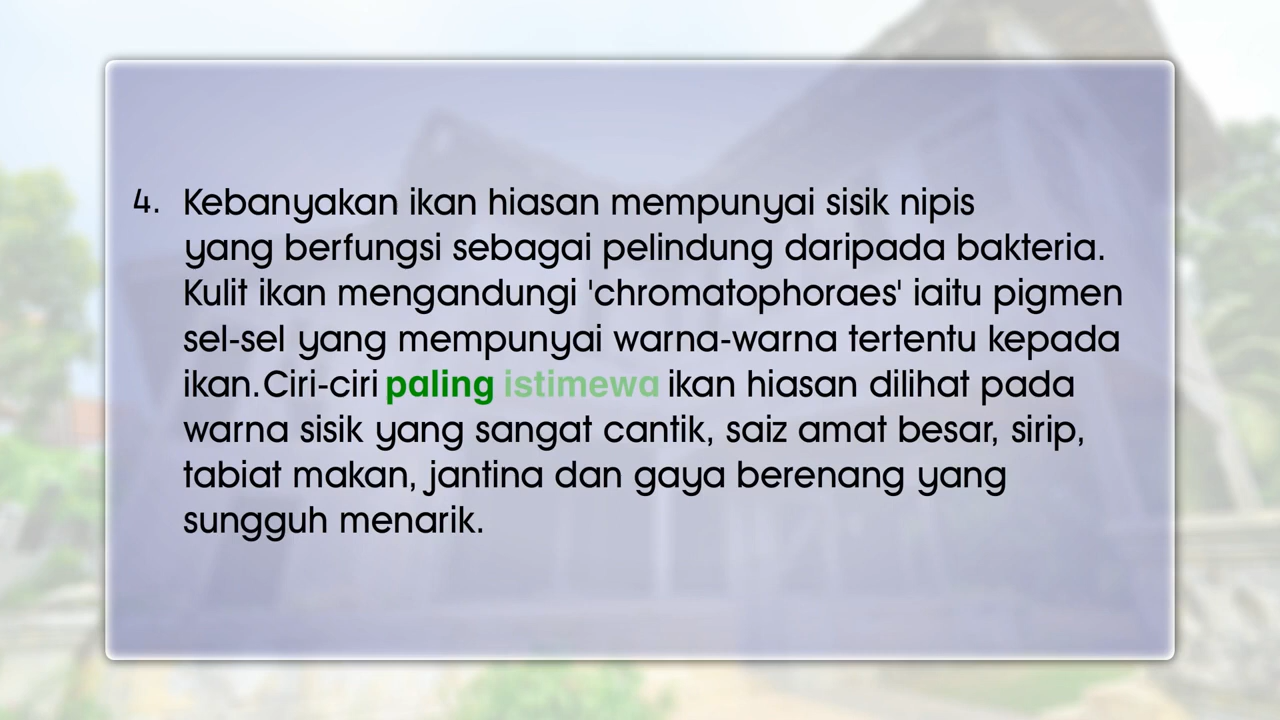 4. Kebanyakan ikan hiasan mempunyai sisik nipis
yang berfungsi sebagai pelindung daripada bakteria.
Kulit ikan mengandungi 'chromatophoraes' iaitu pigmen
sel-sel yang mempunyai warna-warna tertentu kepada
ikan. Ciri-ciri paling istimewa ikan hiasan dilihat pada
warna sisik yang sangat cantik, saiz amat besar, sirip,
tabiat makan, jantina dan gaya berenang yang
sungguh menarik.